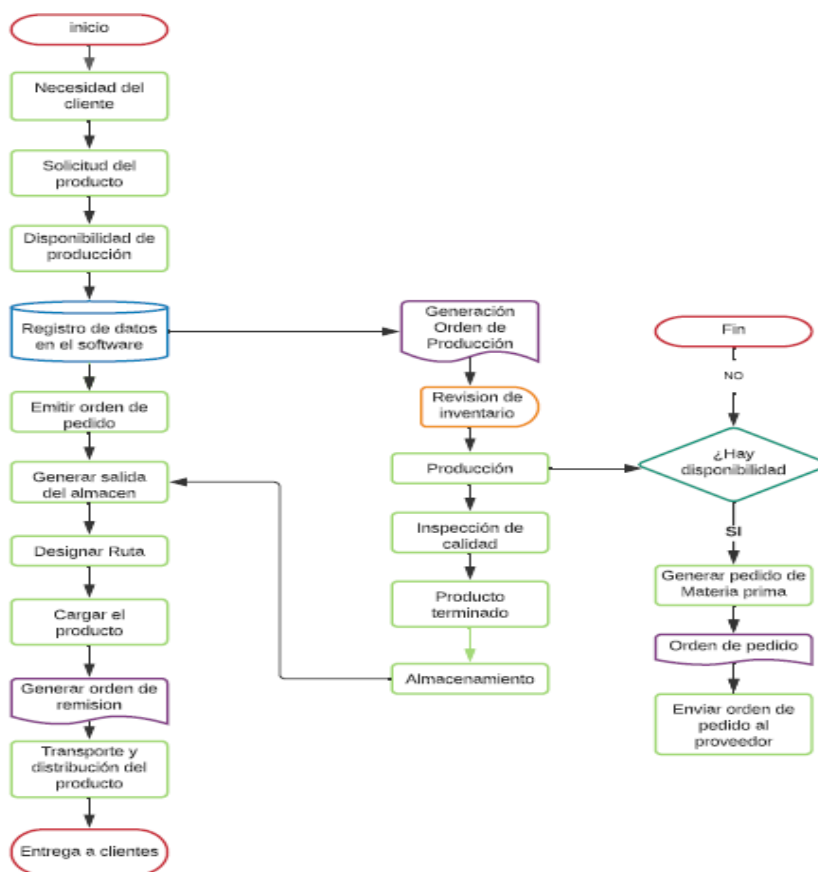 inicio
Necesidad del
cliente
Solicitud del
producto
Disponibilidad de
producción
Registro de datos
en el software
Emitir orden de
pedido
Generar salida
del almacen
Designar Ruta
Cargar el
producto
Generar orden de
remision
Transporte y
distribución del
producto
Entrega a clientes
Generación
Orden de
Producción
Revision de
inventario
Producción
Inspección de
calidad
Producto
terminado
Almacenamiento
Fin
NO
¿Hay
disponibilidad
SI
Generar pedido de
Materia prima
Orden de pedido
Enviar orden de
pedido al
proveedor